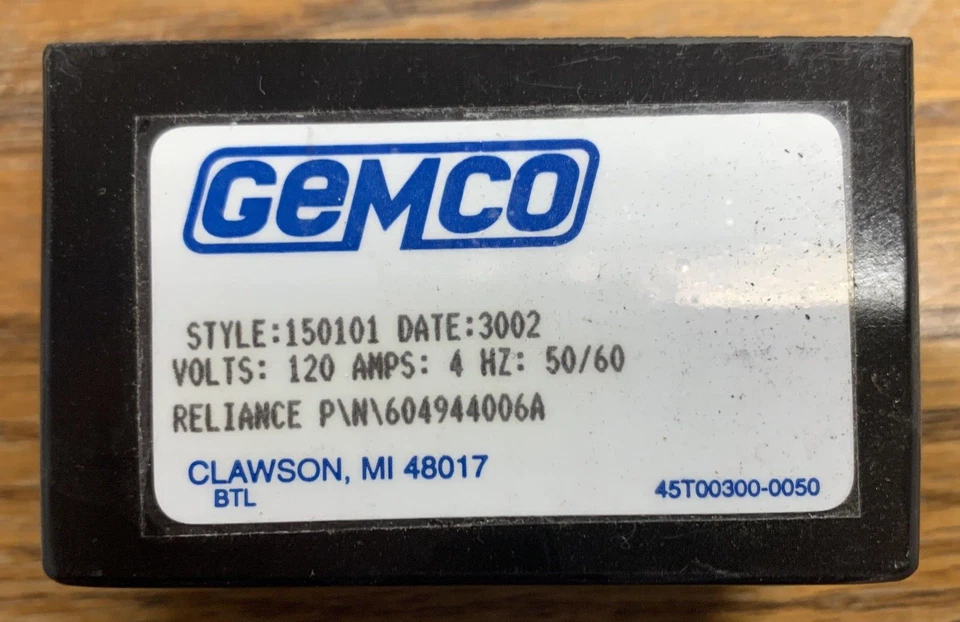 GEMCO
STYLE:150101 DATE:3002
VOLTS: 120 AMPS: 4 HZ: 50/60
RELIANCE P\N\604944006A
CLAWSON, MI 48017
BTL
45T00300-0050